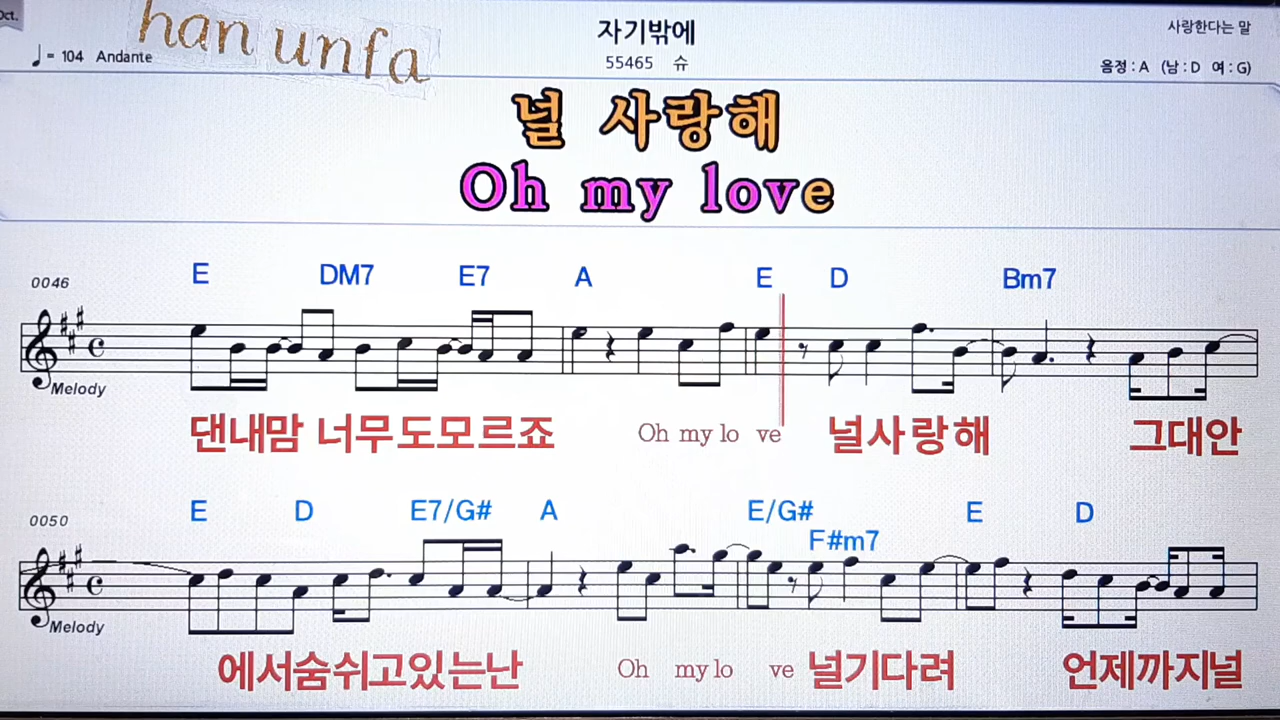 Oct.
han unfa
♩= 104 Andante
자기밖에
55465 슈
사랑한다는 말
음정 : A (남 : D 여 : G)
널 사랑해
Oh my love
0046
E DM7 E7 A E D Bm7
Melody
댄내맘 너무도모르죠 Oh my lo ve 널사랑해 그대안
0050
E D E7/G# A E/G# F#m7 E D
Melody
에서숨쉬고있는난 Oh my lo ve 널기다려 언제까지널